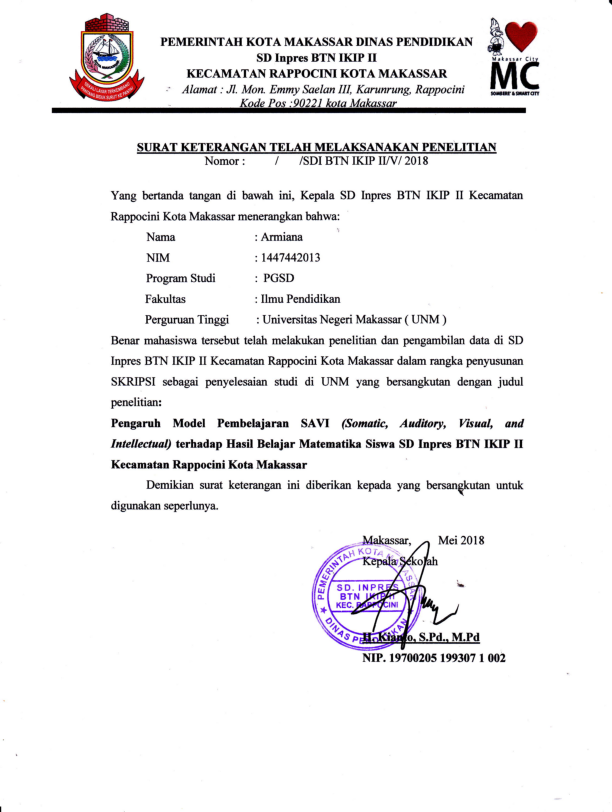 PEMERINTAH KOTA MAKASSAR DINAS PENDIDIKAN
SD Inpres BTN IKIP II
KECAMATAN RAPPOCINI KOTA MAKASSAR
Alamat : Jl. Mon. Emmy Saelan III, Karunrung, Rappocini
Kode Pos :90221 kota Makassar
Makassar City
MC
SOMBERE' & SMART CITY
SURAT KETERANGAN TELAH MELAKSANAKAN PENELITIAN
Nomor : / /SDI BTN IKIP II/V/ 2018
Yang bertanda tangan di bawah ini, Kepala SD Inpres BTN IKIP II Kecamatan
Rappocini Kota Makassar menerangkan bahwa:
Nama : Armiana
NIM : 1447442013
Program Studi : PGSD
Fakultas : Ilmu Pendidikan
Perguruan Tinggi : Universitas Negeri Makassar ( UNM )
Benar mahasiswa tersebut telah melakukan penelitian dan pengambilan data di SD
Inpres BTN IKIP II Kecamatan Rappocini Kota Makassar dalam rangka penyusunan
SKRIPSI sebagai penyelesaian studi di UNM yang bersangkutan dengan judul
penelitian:
Pengaruh Model Pembelajaran SAVI (Somatic, Auditory, Visual, and
Intellectual) terhadap Hasil Belajar Matematika Siswa SD Inpres BTN IKIP II
Kecamatan Rappocini Kota Makassar
Demikian surat keterangan ini diberikan kepada yang bersangkutan untuk
digunakan seperlunya.
Makassar, Mei 2018
Kepala Sekolah
PEMERINTAH KOTA MAKASSAR
SD. INPRES
BTN IKIP II
KEC. RAPPOCINI
DINAS PENDIDIKAN
H. Kianto, S.Pd., M.Pd
NIP. 19700205 199307 1 002